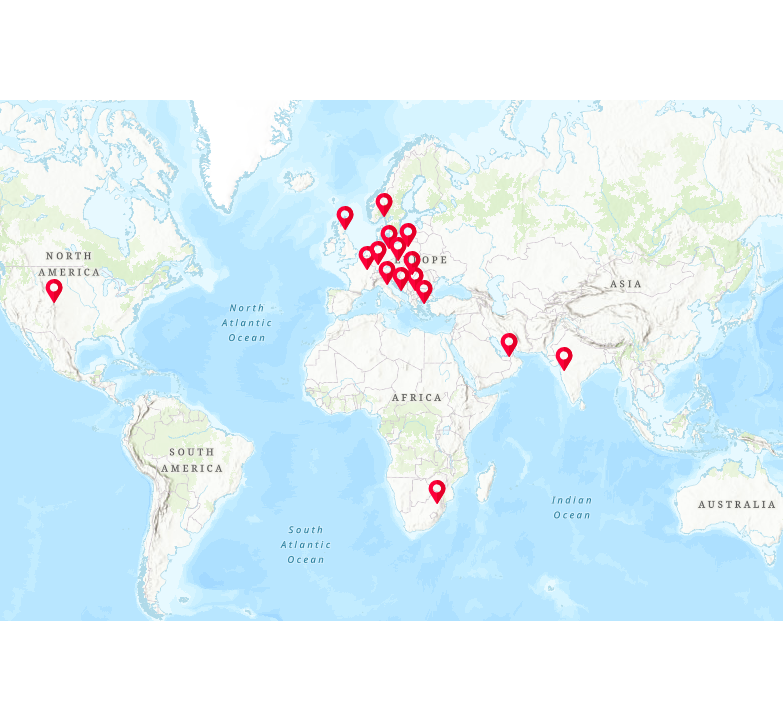 NORTH
AMERICA
North
Atlantic
Ocean
EUROPE
ASIA
AFRICA
SOUTH
AMERICA
South
Atlantic
Ocean
Indian
Ocean
AUSTRALIA